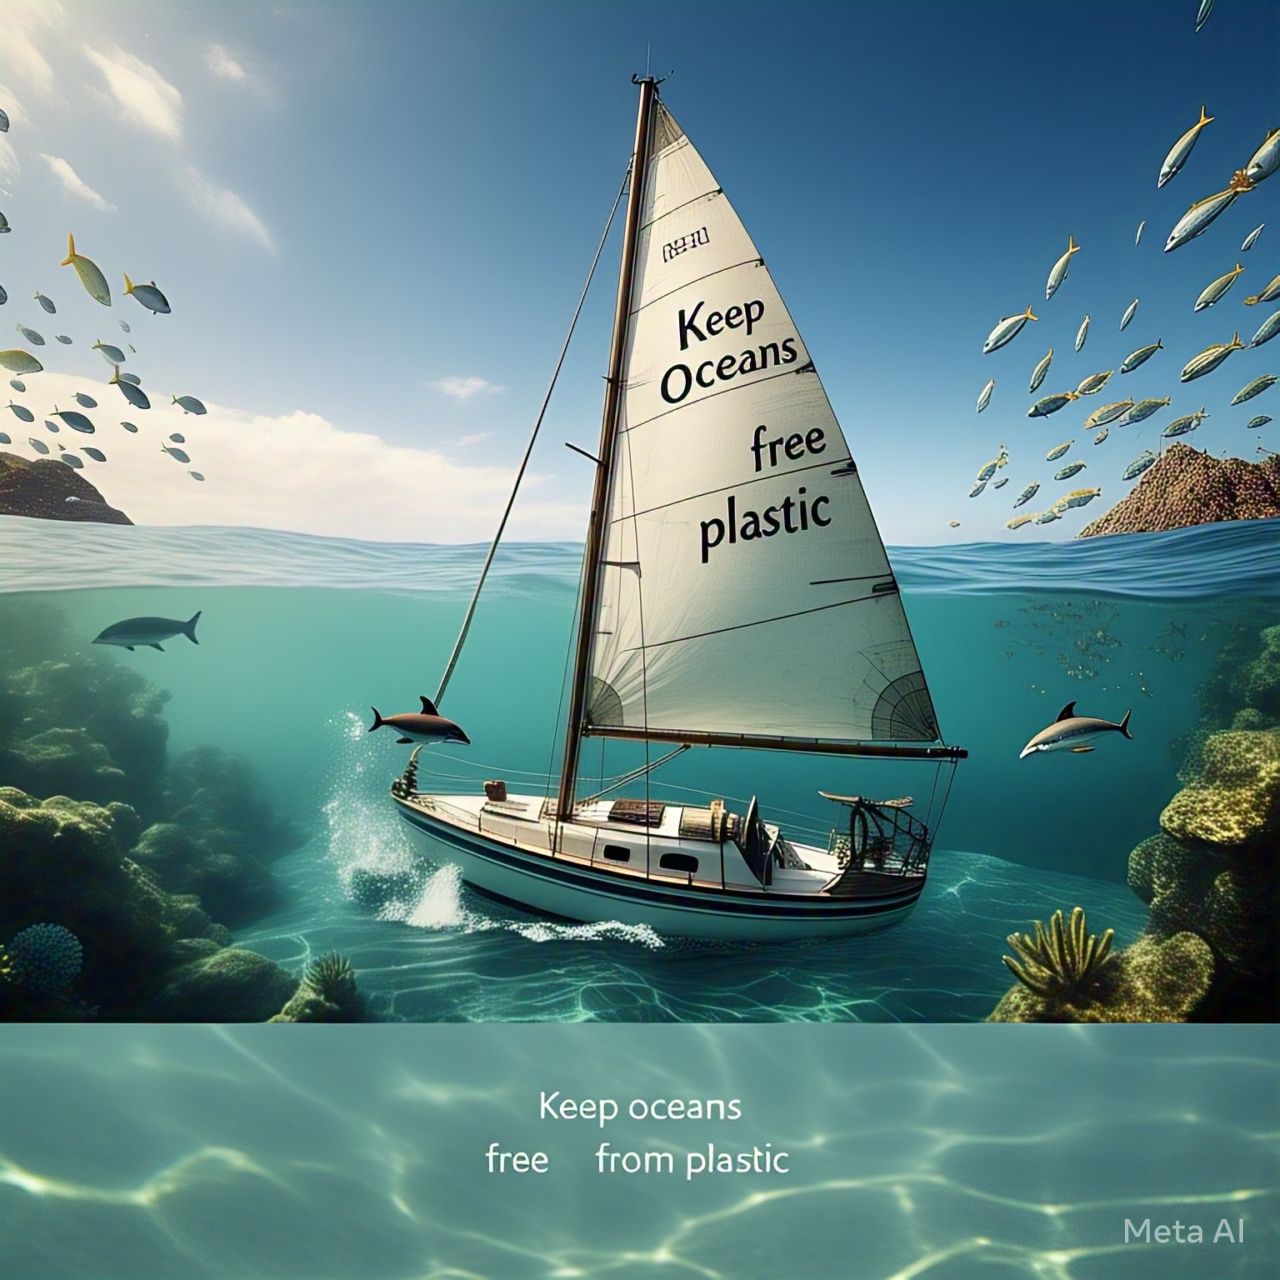 Keep
Oceans
free
plastic
Keep oceans
free from plastic
Meta AI